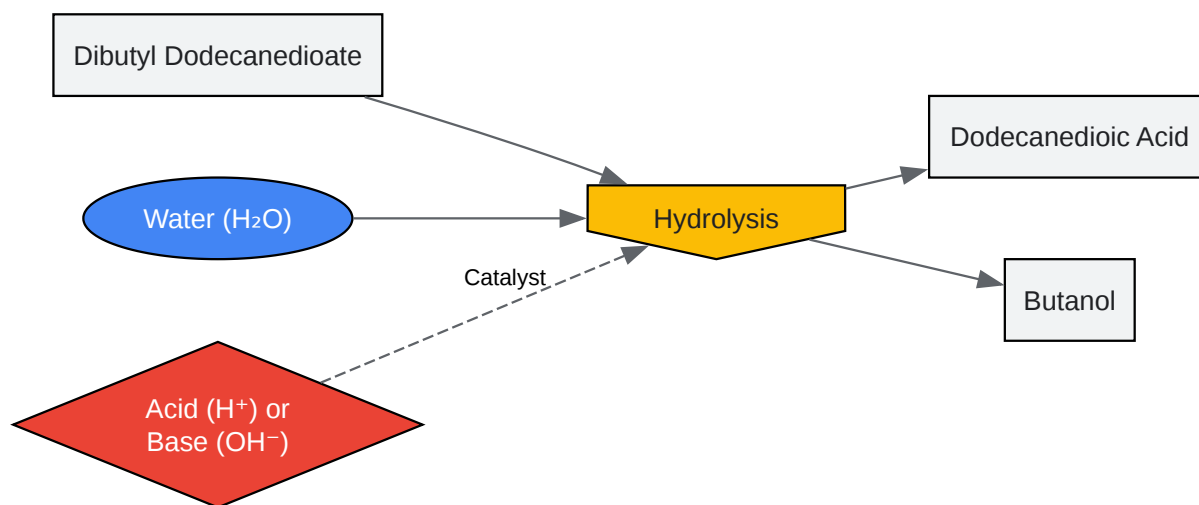 Dibutyl Dodecanedioate
Dodecanedioic Acid
Water (H₂O)
Hydrolysis
Catalyst
Butanol
Acid (H⁺) or
Base (OH⁻)